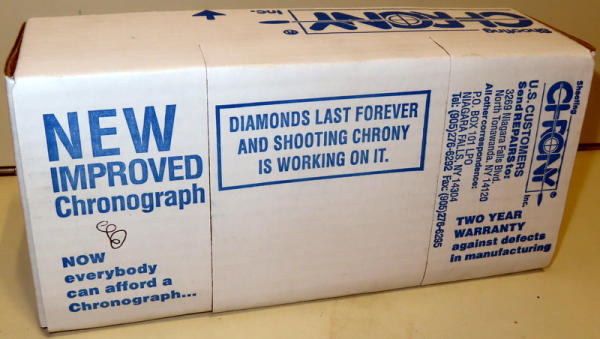 Shooting
CHRONY
Inc.
NEW
IMPROVED
Chronograph
NOW
everybody
can afford a
Chronograph...
DIAMONDS LAST FOREVER
AND SHOOTING CHRONY
IS WORKING ON IT.
Shooting
CHRONY ®
Inc.
U.S. CUSTOMERS
Send REPAIRS to:
3269 Niagara Falls Blvd.
North Tonawanda, NY 14120
All other correspondence:
P.O. BOX 101 LPO
NIAGARA FALLS, NY 14304
Tel: (905)276-6292 Fax: (905)276-6295
TWO YEAR
WARRANTY
against defects
in manufacturing